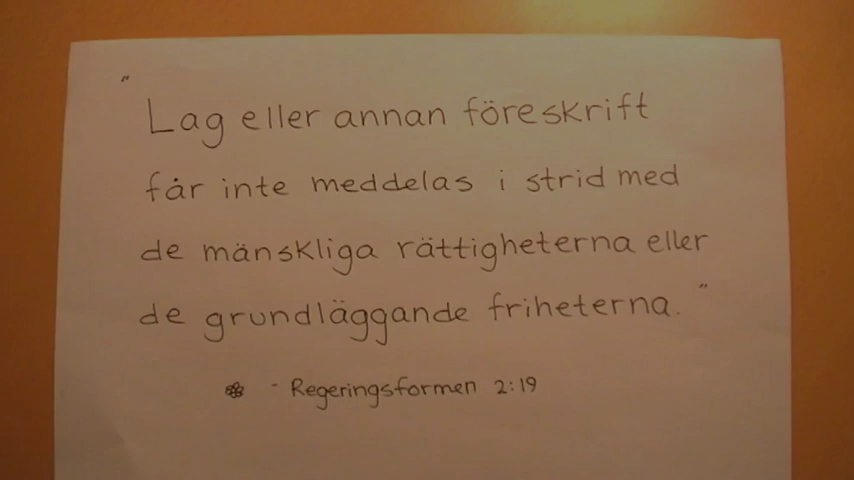 "
Lag eller annan föreskrift
får inte meddelas i strid med
de mänskliga rättigheterna eller
de grundläggande friheterna."
- Regeringsformen 2:19